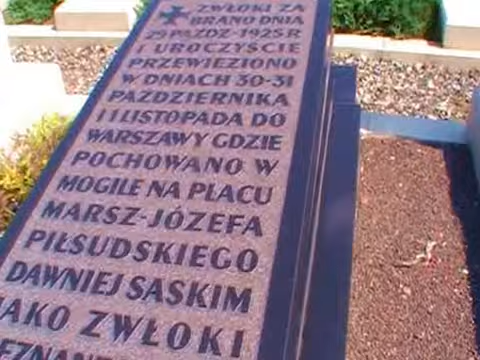 ZWŁOKI ZA
BRANO DNIA
29 PAŹDZ-1925 R
I UROCZYŚCIE
PRZEWIEZIONO
W DNIACH 30-31
PAŹDZIERNIKA
I 1 LISTOPADA DO
WARSZAWY GDZIE
POCHOWANO W
MOGILE NA PLACU
MARSZ-JÓZEFA
PIŁSUDSKIEGO
DAWNIEJ SASKIM
JAKO ZWŁOKI